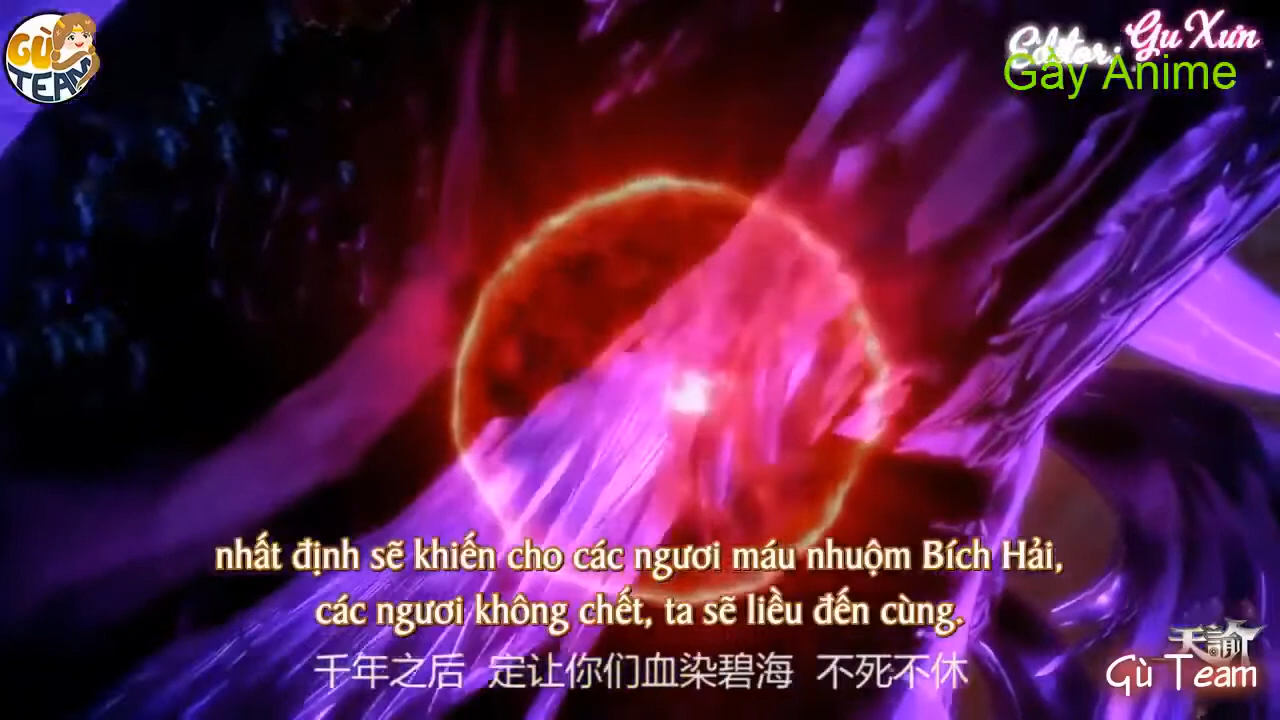 GÙ
TEAM
Editor: Gu Xưn
Gày Anime
nhất định sẽ khiến cho các ngươi máu nhuộm Bích Hải,
các ngươi không chết, ta sẽ liều đến cùng.
千年之后 定让你们血染碧海 不死不休
天諭
Gù Team